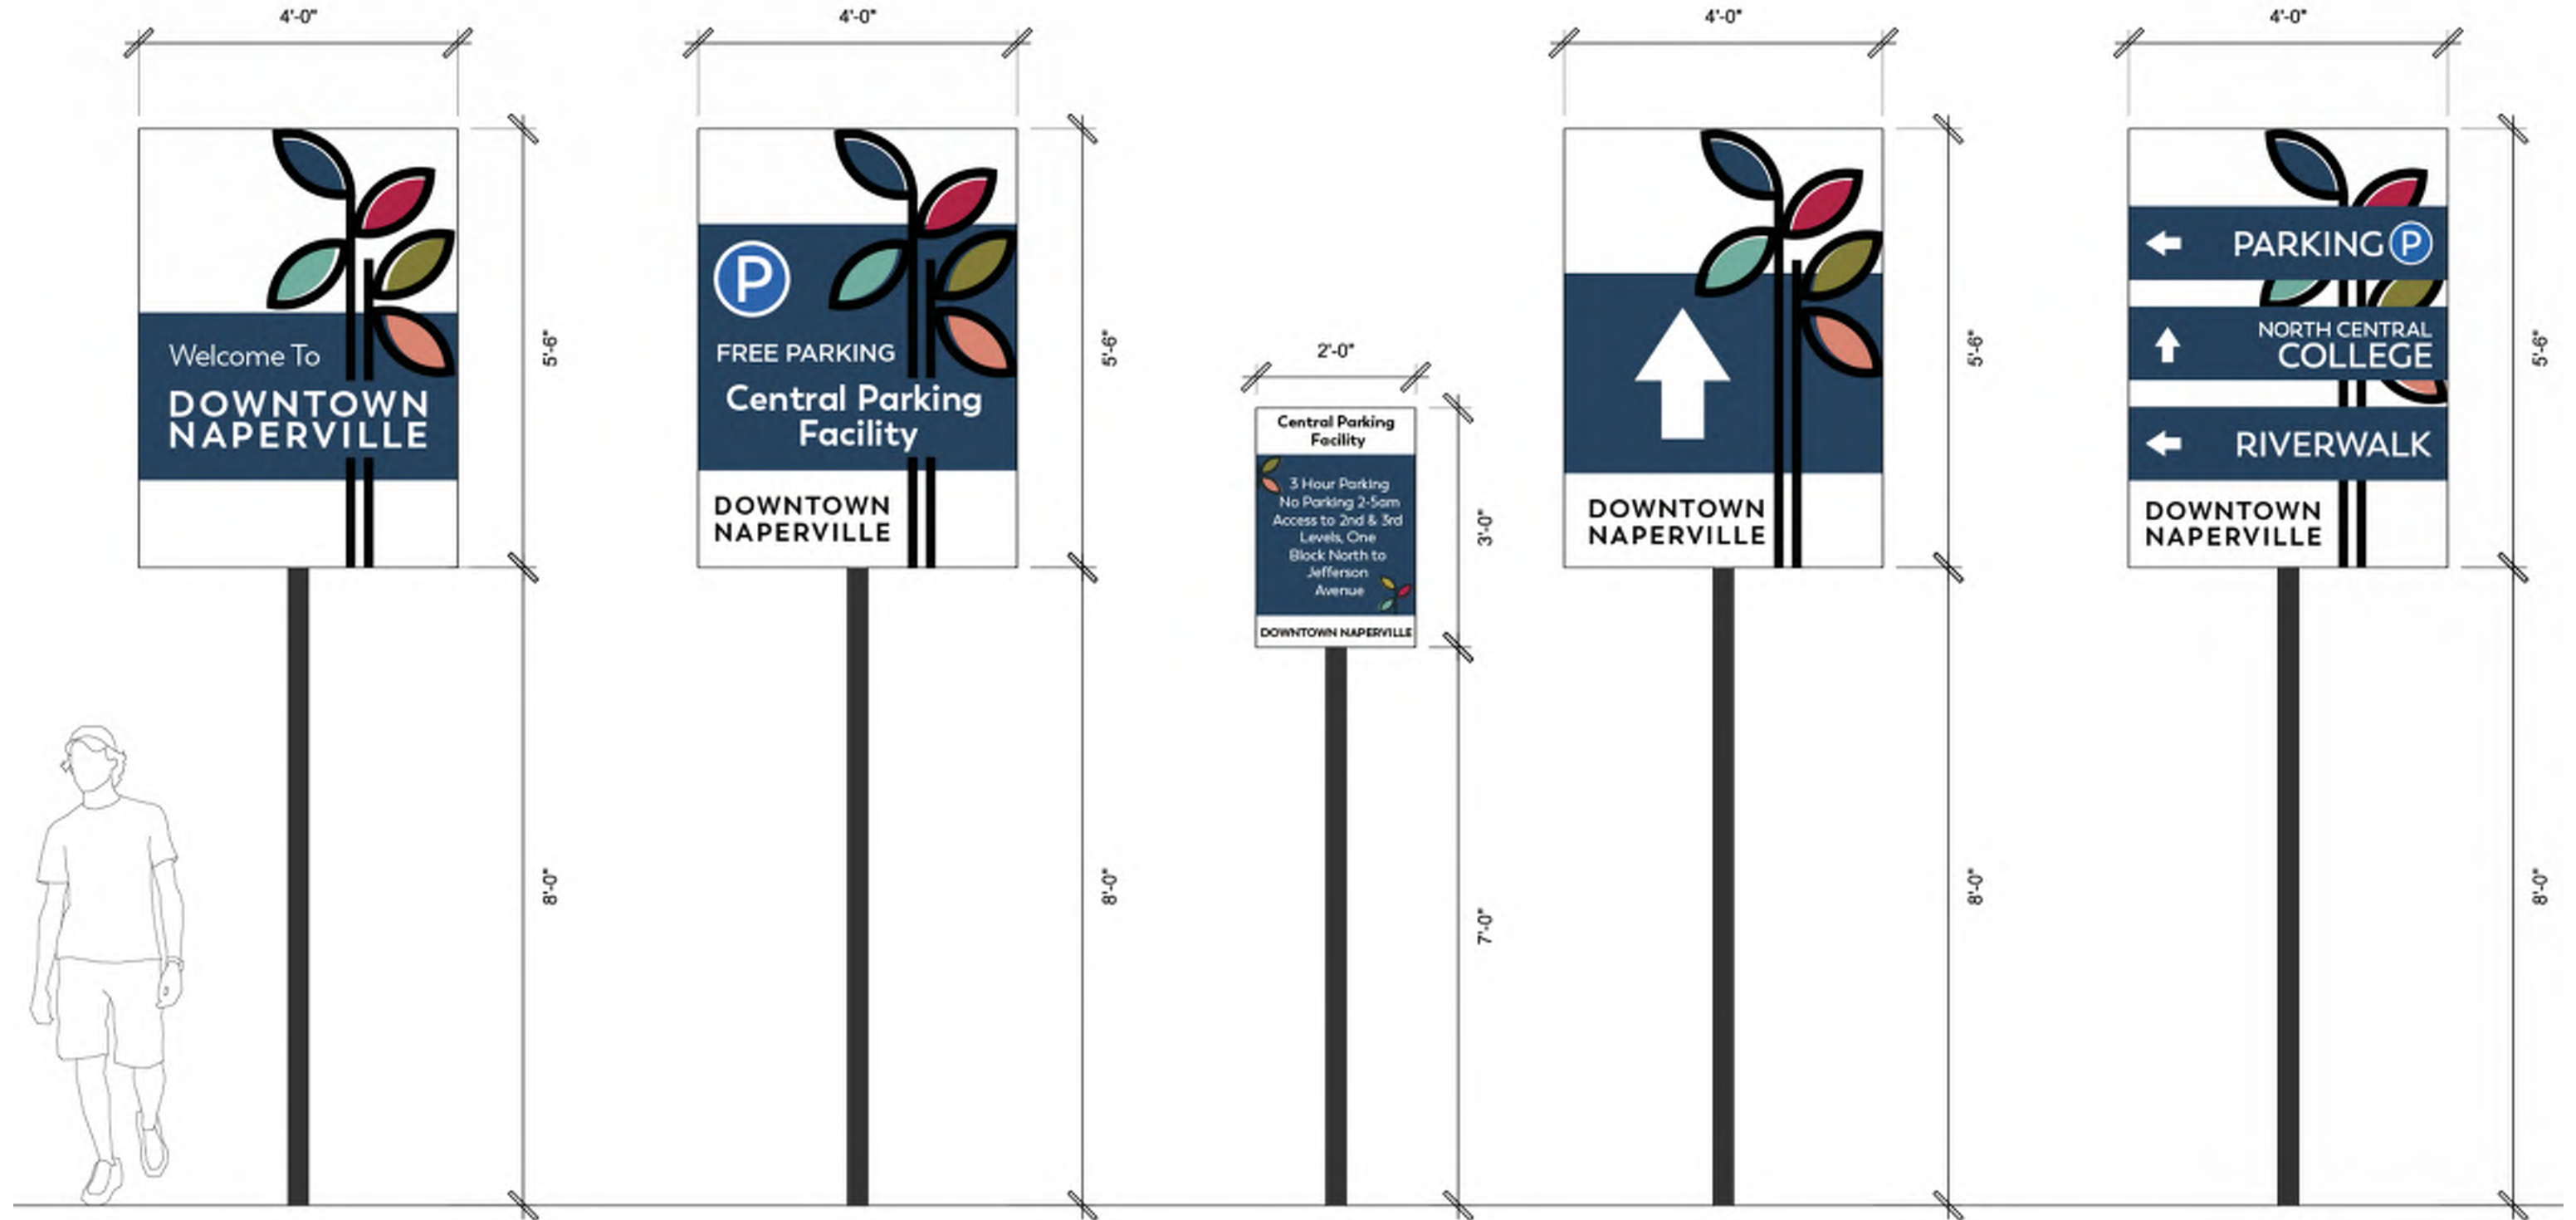 4'-0"
Welcome To
DOWNTOWN
NAPERVILLE
5'-6"
8'-0"
4'-0"
P
FREE PARKING
Central Parking
Facility
DOWNTOWN
NAPERVILLE
5'-6"
8'-0"
2'-0"
Central Parking
Facility
3 Hour Parking
No Parking 2-5am
Access to 2nd & 3rd
Levels, One
Block North to
Jefferson
Avenue
DOWNTOWN NAPERVILLE
3'-0"
7'-0"
4'-0"
DOWNTOWN
NAPERVILLE
5'-6"
8'-0"
4'-0"
PARKING P
NORTH CENTRAL
COLLEGE
RIVERWALK
DOWNTOWN
NAPERVILLE
5'-6"
8'-0"